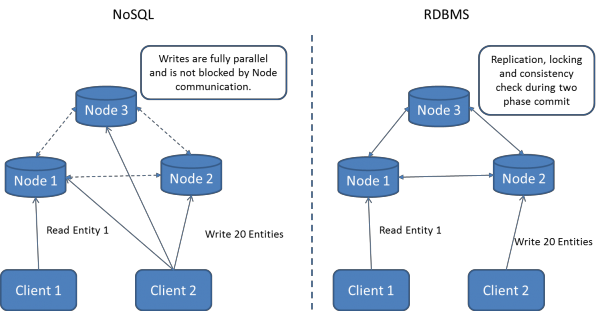 NoSQL
Writes are fully parallel
and is not blocked by Node
communication.
Node 3
Node 1
Node 2
Read Entity 1
Write 20 Entities
Client 1
Client 2
RDBMS
Replication, locking
and consistency
check during two
phase commit
Node 3
Node 1
Node 2
Read Entity 1
Write 20 Entities
Client 1
Client 2